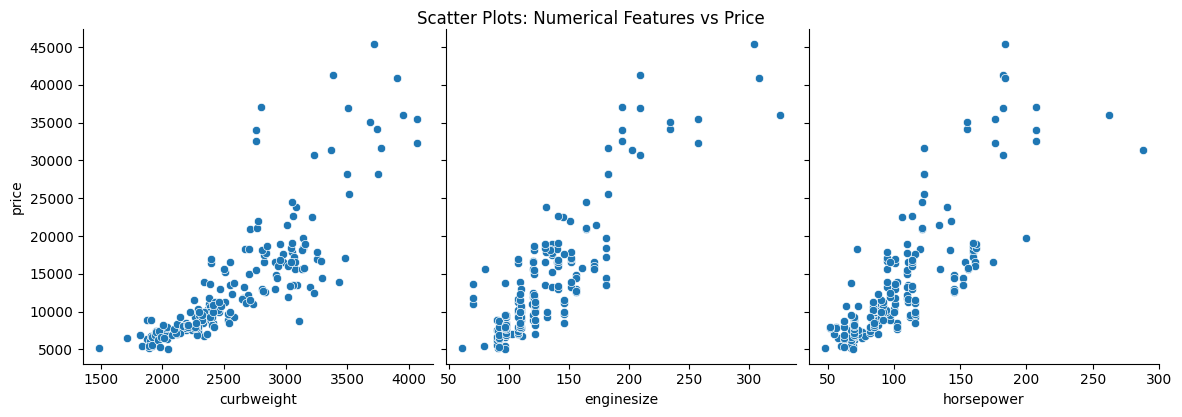 Scatter Plots: Numerical Features vs Price
price
45000
40000
35000
30000
25000
20000
15000
10000
5000
1500 2000 2500 3000 3500 4000
50 100 150 200 250 300
50 100 150 200 250 300
curbweight
enginesize
horsepower